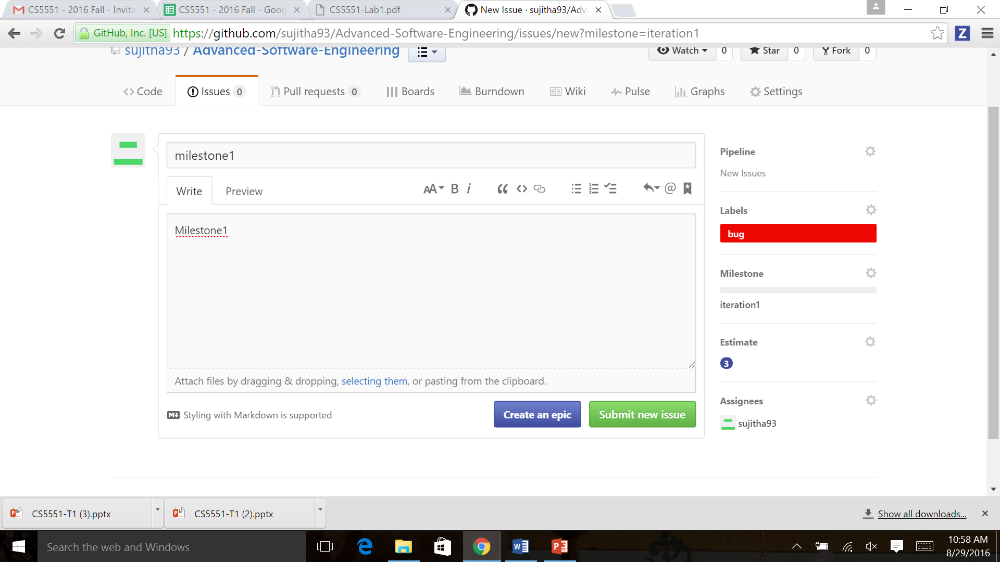 CS5551 - 2016 Fall - Invita
CS5551 - 2016 Fall - Goog
CS5551-Lab1.pdf
New Issue · sujitha93/Adv
GitHub, Inc. [US]
https://github.com/sujitha93/Advanced-Software-Engineering/issues/new?milestone=iteration1
Z
sujitha93 / Advanced-Software-Engineering
Watch 0
Star 0
Fork 0
Code
Issues 0
Pull requests 0
Boards
Burndown
Wiki
Pulse
Graphs
Settings
milestone1
Write
Preview
AA B i
@
Milestone1
Attach files by dragging & dropping, selecting them, or pasting from the clipboard.
Styling with Markdown is supported
Create an epic
Submit new issue
Pipeline
New Issues
Labels
bug
Milestone
iteration1
Estimate
3
Assignees
sujitha93
CS5551-T1 (3).pptx
CS5551-T1 (2).pptx
Show all downloads...
Search the web and Windows
10:58 AM
8/29/2016